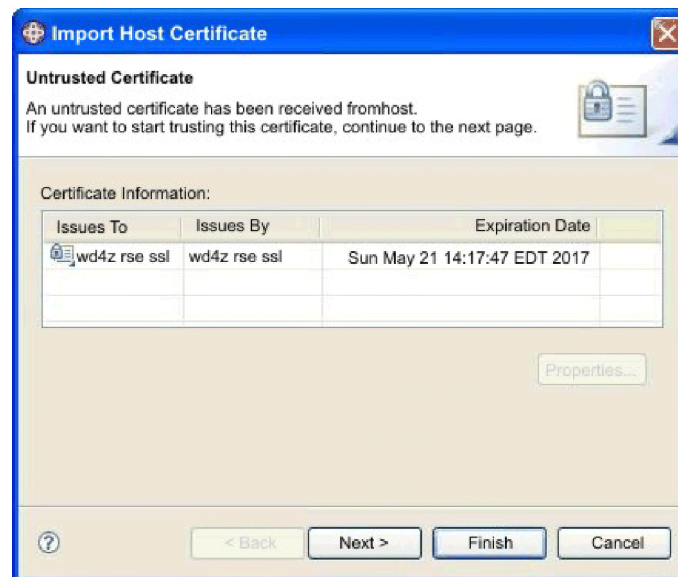 Import Host Certificate
Untrusted Certificate
An untrusted certificate has been received fromhost.
If you want to start trusting this certificate, continue to the next page.
Certificate Information:
Issues To Issues By Expiration Date
wd4z rse ssl wd4z rse ssl Sun May 21 14:17:47 EDT 2017
Properties...
< Back Next > Finish Cancel